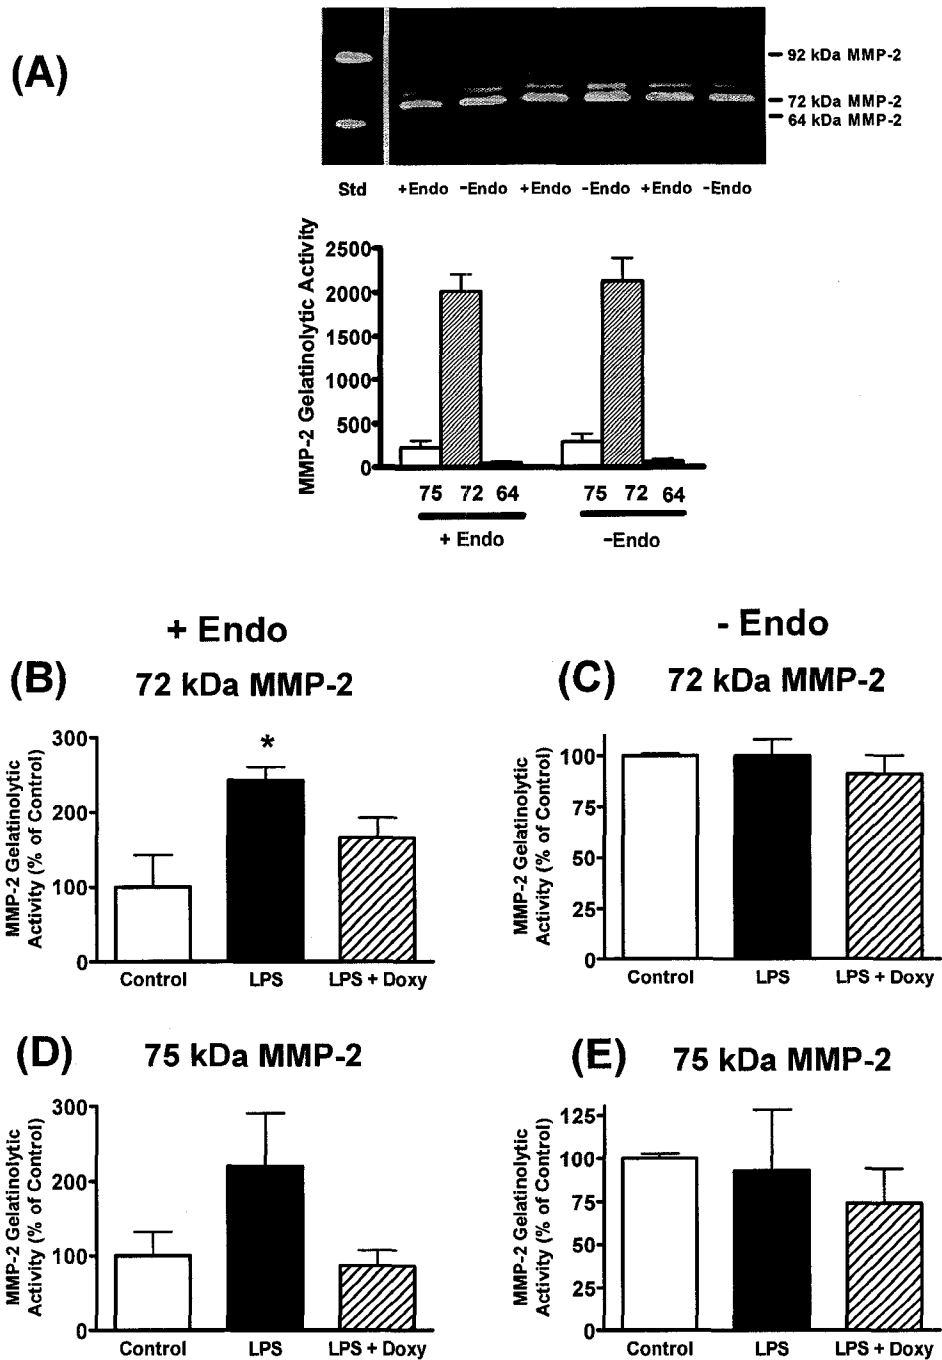 (A)
92 kDa MMP-2
72 kDa MMP-2
64 kDa MMP-2
Std +Endo -Endo +Endo -Endo +Endo -Endo
MMP-2 Gelatinolytic Activity
2500
2000
1500
1000
500
0
75 72 64 75 72 64
+ Endo -Endo
+ Endo - Endo
(B) 72 kDa MMP-2
MMP-2 Gelatinolytic
Activity (% of Control)
300
200
100
0
Control LPS LPS + Doxy
*
(C) 72 kDa MMP-2
MMP-2 Gelatinolytic
Activity (% of Control)
100
75
50
25
0
Control LPS LPS + Doxy
(D) 75 kDa MMP-2
MMP-2 Gelatinolytic
Activity (% of Control)
300
200
100
0
Control LPS LPS + Doxy
(E) 75 kDa MMP-2
MMP-2 Gelatinolytic
Activity (% of Control)
125
100
75
50
25
0
Control LPS LPS + Doxy